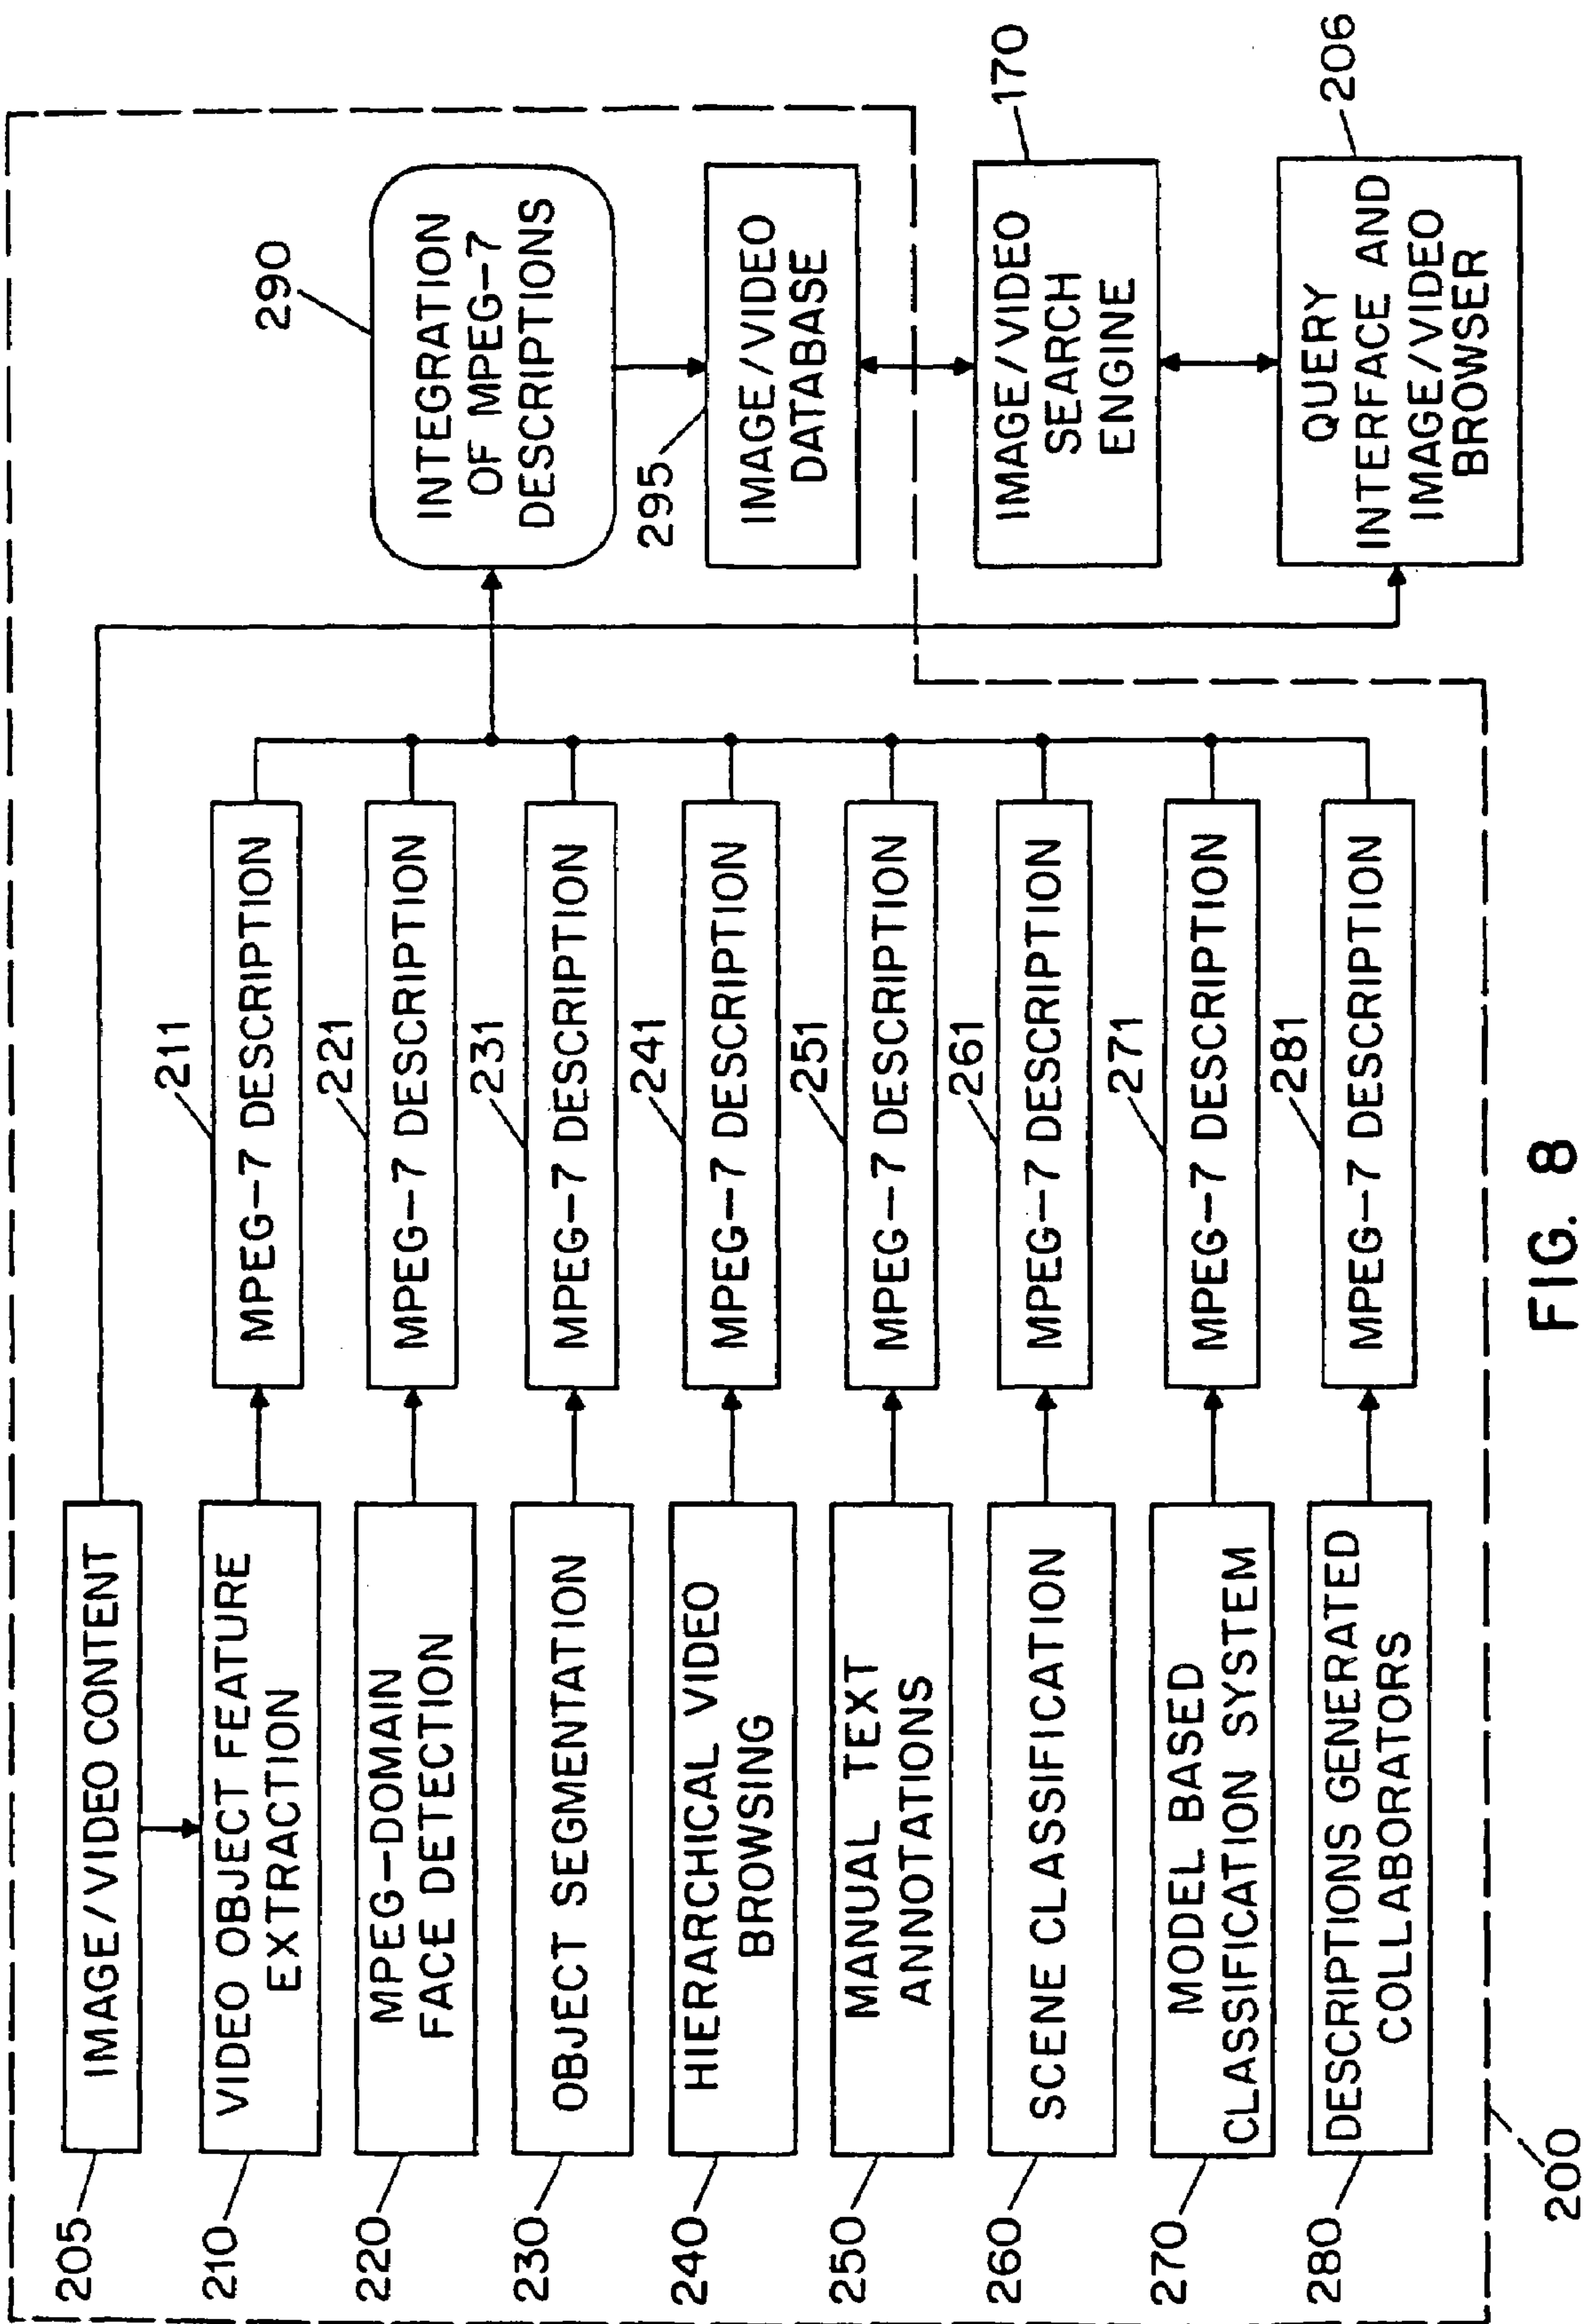 205
IMAGE/VIDEO CONTENT
210
VIDEO OBJECT FEATURE
EXTRACTION
211
MPEG-7 DESCRIPTION
220
MPEG-DOMAIN
FACE DETECTION
221
MPEG-7 DESCRIPTION
230
OBJECT SEGMENTATION
231
MPEG-7 DESCRIPTION
240
HIERARCHICAL VIDEO
BROWSING
241
MPEG-7 DESCRIPTION
250
MANUAL TEXT
ANNOTATIONS
251
MPEG-7 DESCRIPTION
260
SCENE CLASSIFICATION
261
MPEG-7 DESCRIPTION
270
MODEL BASED
CLASSIFICATION SYSTEM
271
MPEG-7 DESCRIPTION
280
DESCRIPTIONS GENERATED
COLLABORATORS
281
MPEG-7 DESCRIPTION
290
INTEGRATION
OF MPEG-7
DESCRIPTIONS
295
IMAGE/VIDEO
DATABASE
170
IMAGE/VIDEO
SEARCH
ENGINE
206
QUERY
INTERFACE AND
IMAGE/VIDEO
BROWSER
200
FIG. 8